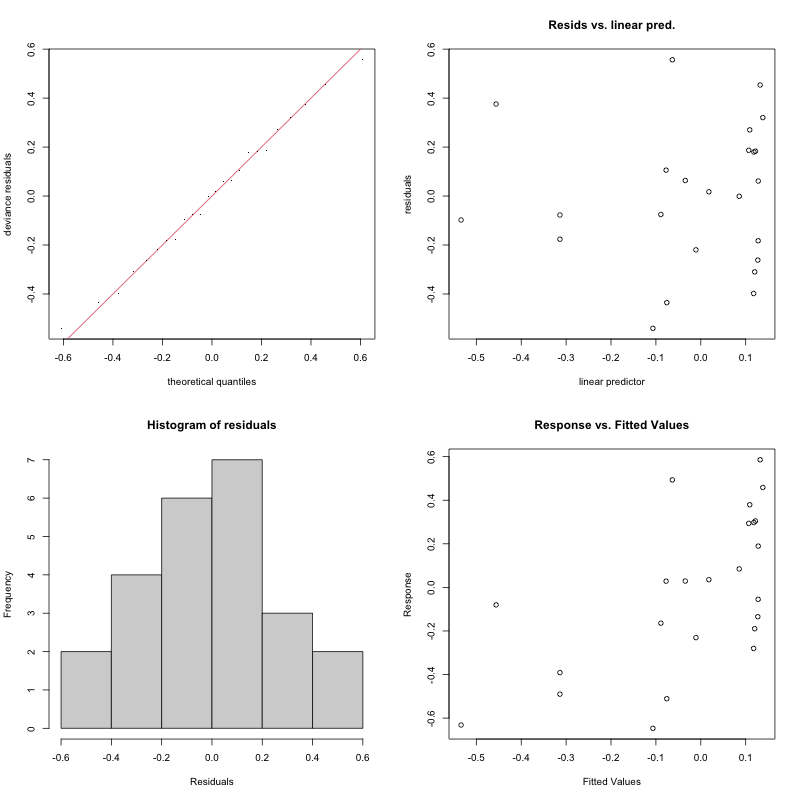 deviance residuals
0.6
0.4
0.2
0.0
-0.2
-0.4
-0.6 -0.4 -0.2 0.0 0.2 0.4 0.6
theoretical quantiles
Resids vs. linear pred.
residuals
0.6
0.4
0.2
0.0
-0.2
-0.4
-0.5 -0.4 -0.3 -0.2 -0.1 0.0 0.1
linear predictor
Histogram of residuals
Frequency
7
6
5
4
3
2
1
0
-0.6 -0.4 -0.2 0.0 0.2 0.4 0.6
Residuals
Response vs. Fitted Values
Response
0.6
0.4
0.2
0.0
-0.2
-0.4
-0.6
-0.5 -0.4 -0.3 -0.2 -0.1 0.0 0.1
Fitted Values